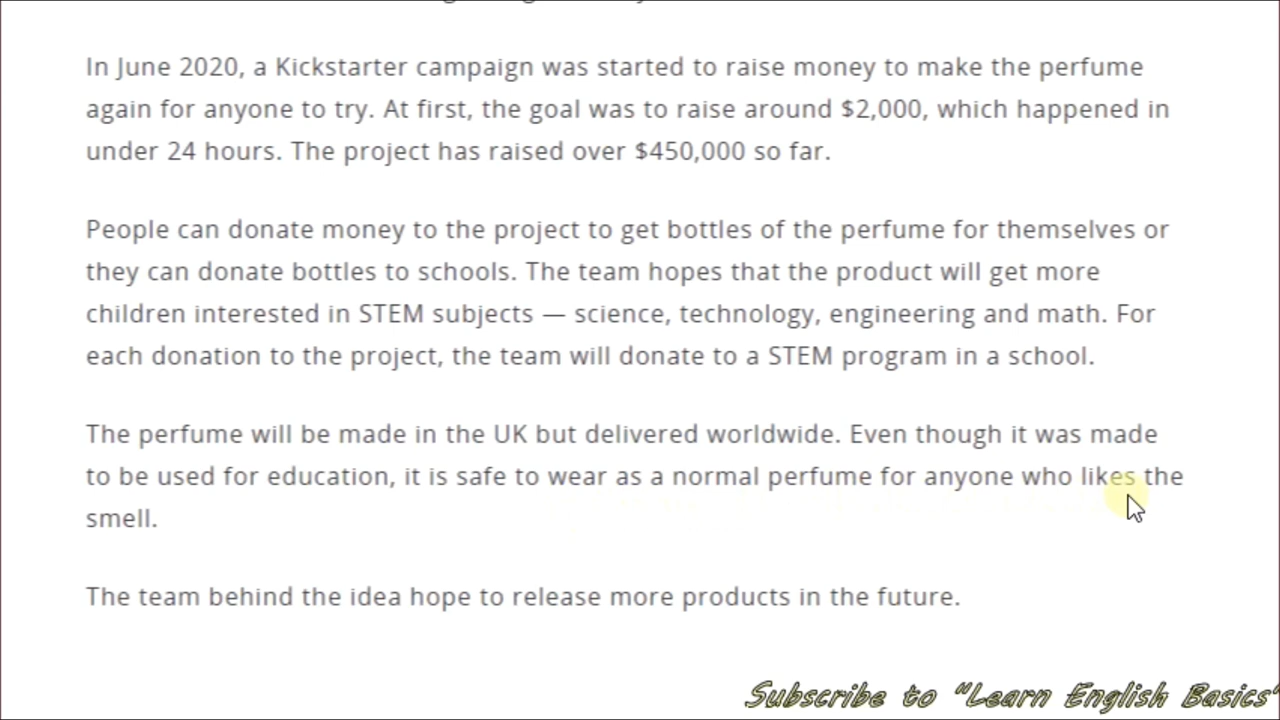 In June 2020, a Kickstarter campaign was started to raise money to make the perfume
again for anyone to try. At first, the goal was to raise around $2,000, which happened in
under 24 hours. The project has raised over $450,000 so far.
People can donate money to the project to get bottles of the perfume for themselves or
they can donate bottles to schools. The team hopes that the product will get more
children interested in STEM subjects — science, technology, engineering and math. For
each donation to the project, the team will donate to a STEM program in a school.
The perfume will be made in the UK but delivered worldwide. Even though it was made
to be used for education, it is safe to wear as a normal perfume for anyone who likes the
smell.
The team behind the idea hope to release more products in the future.
Subscribe to "Learn English Basics"